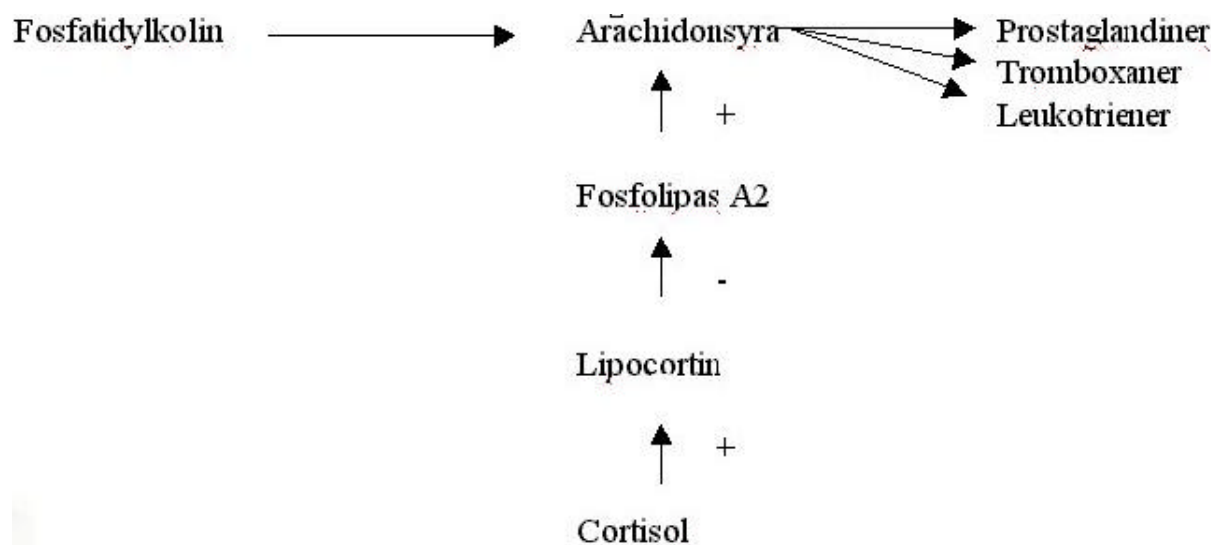 Fosfatidylkolin Arachidonsyra Prostaglandiner
Tromboxaner
Leukotriener
+
Fosfolipas A2
-
Lipocortin
+
Cortisol